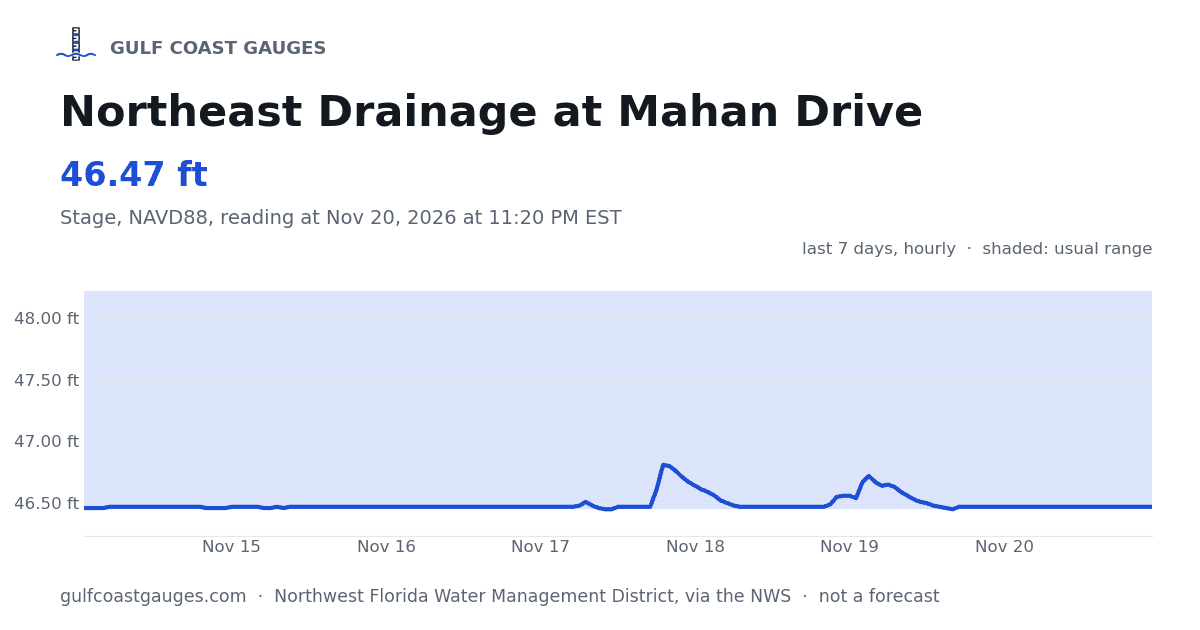 GULF COAST GAUGES
Northeast Drainage at Mahan Drive
46.47 ft
Stage, NAVD88, reading at Nov 20, 2026 at 11:20 PM EST
last 7 days, hourly · shaded: usual range
48.00 ft
47.50 ft
47.00 ft
46.50 ft
Nov 15 Nov 16 Nov 17 Nov 18 Nov 19 Nov 20
gulfcoastgauges.com · Northwest Florida Water Management District, via the NWS · not a forecast